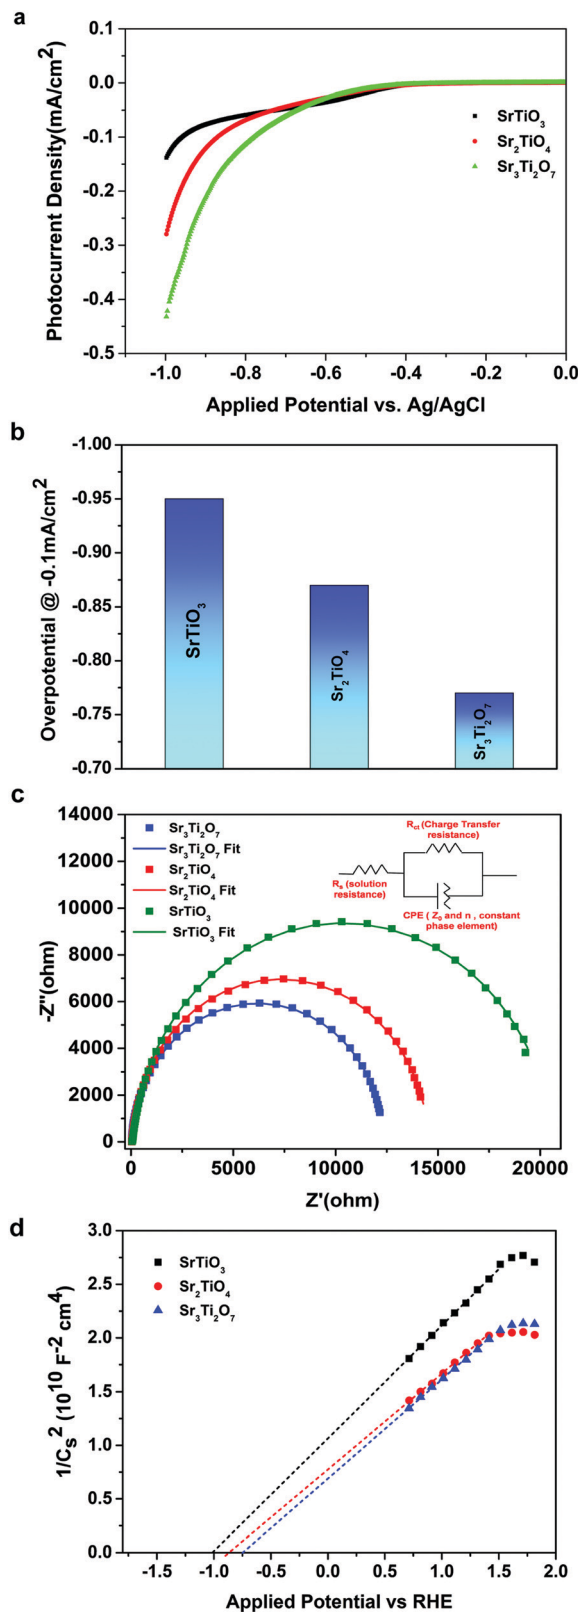 a
0.1
0.0
-0.1
-0.2
-0.3
-0.4
-0.5
Photocurrent Density(mA/cm²)
SrTiO₃
Sr₂TiO₄
Sr₃Ti₂O₇
-1.0 -0.8 -0.6 -0.4 -0.2 0.0
Applied Potential vs. Ag/AgCl
b
-1.00
-0.95
-0.90
-0.85
-0.80
-0.75
-0.70
Overpotential @ -0.1mA/cm²
SrTiO₃
Sr₂TiO₄
Sr₃Ti₂O₇
c
14000
12000
10000
8000
6000
4000
2000
0
-Z"(ohm)
Sr₃Ti₂O₇
Sr₃Ti₂O₇ Fit
Sr₂TiO₄
Sr₂TiO₄ Fit
SrTiO₃
SrTiO₃ Fit
R_ct (Charge Transfer
resistance)
R_s (solution
resistance)
CPE ( Z₀ and n , constant
phase element)
0 5000 10000 15000 20000
Z'(ohm)
d
3.0
2.5
2.0
1.5
1.0
0.5
0.0
1/C_s² (10¹⁰ F⁻² cm⁴)
SrTiO₃
Sr₂TiO₄
Sr₃Ti₂O₇
-1.5 -1.0 -0.5 0.0 0.5 1.0 1.5 2.0
Applied Potential vs RHE